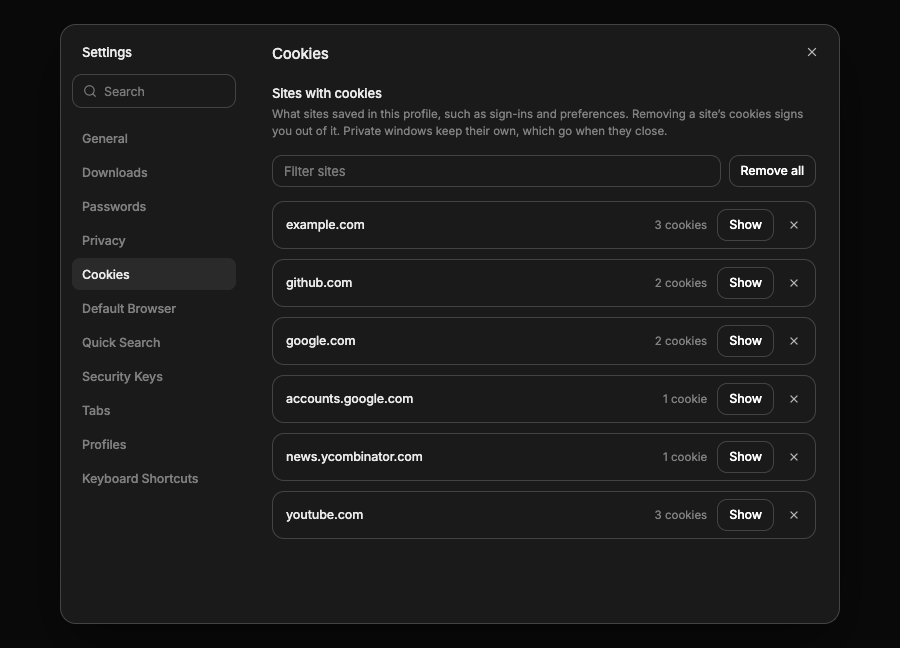 Settings
Search
General
Downloads
Passwords
Privacy
Cookies
Default Browser
Quick Search
Security Keys
Tabs
Profiles
Keyboard Shortcuts
Cookies
Sites with cookies
What sites saved in this profile, such as sign-ins and preferences. Removing a site’s cookies signs
you out of it. Private windows keep their own, which go when they close.
Filter sites
Remove all
example.com 3 cookies Show
github.com 2 cookies Show
google.com 2 cookies Show
accounts.google.com 1 cookie Show
news.ycombinator.com 1 cookie Show
youtube.com 3 cookies Show